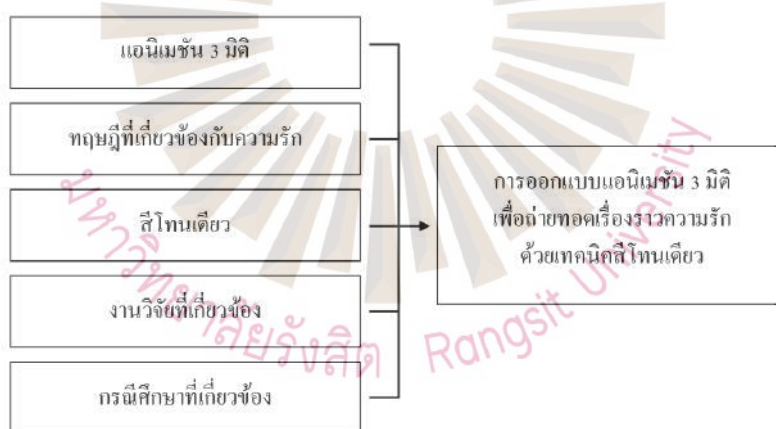 แอนิเมชัน 3 มิติ
ทฤษฎีที่เกี่ยวข้องกับความรัก
สีโทนเดียว
งานวิจัยที่เกี่ยวข้อง
กรณีศึกษาที่เกี่ยวข้อง
การออกแบบแอนิเมชัน 3 มิติ
เพื่อถ่ายทอดเรื่องราวความรัก
ด้วยเทคนิคสีโทนเดียว
มหาวิทยาลัยรังสิต Rangsit University